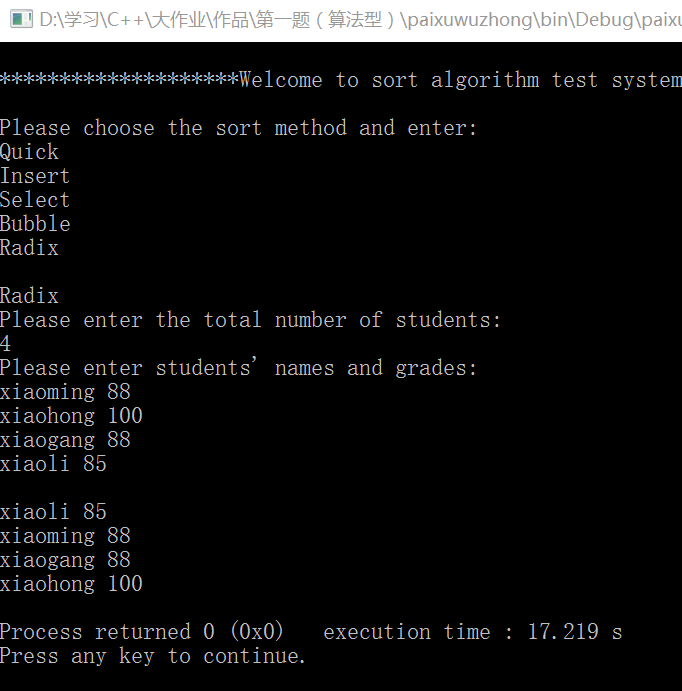 D:\学习\C++\大作业\作品\第一题（算法型）\paixuwuzhong\bin\Debug\paixu
********************Welcome to sort algorithm test system
Please choose the sort method and enter:
Quick
Insert
Select
Bubble
Radix
Radix
Please enter the total number of students:
4
Please enter students' names and grades:
xiaoming 88
xiaohong 100
xiaogang 88
xiaoli 85
xiaoli 85
xiaoming 88
xiaogang 88
xiaohong 100
Process returned 0 (0x0)   execution time : 17.219 s
Press any key to continue.